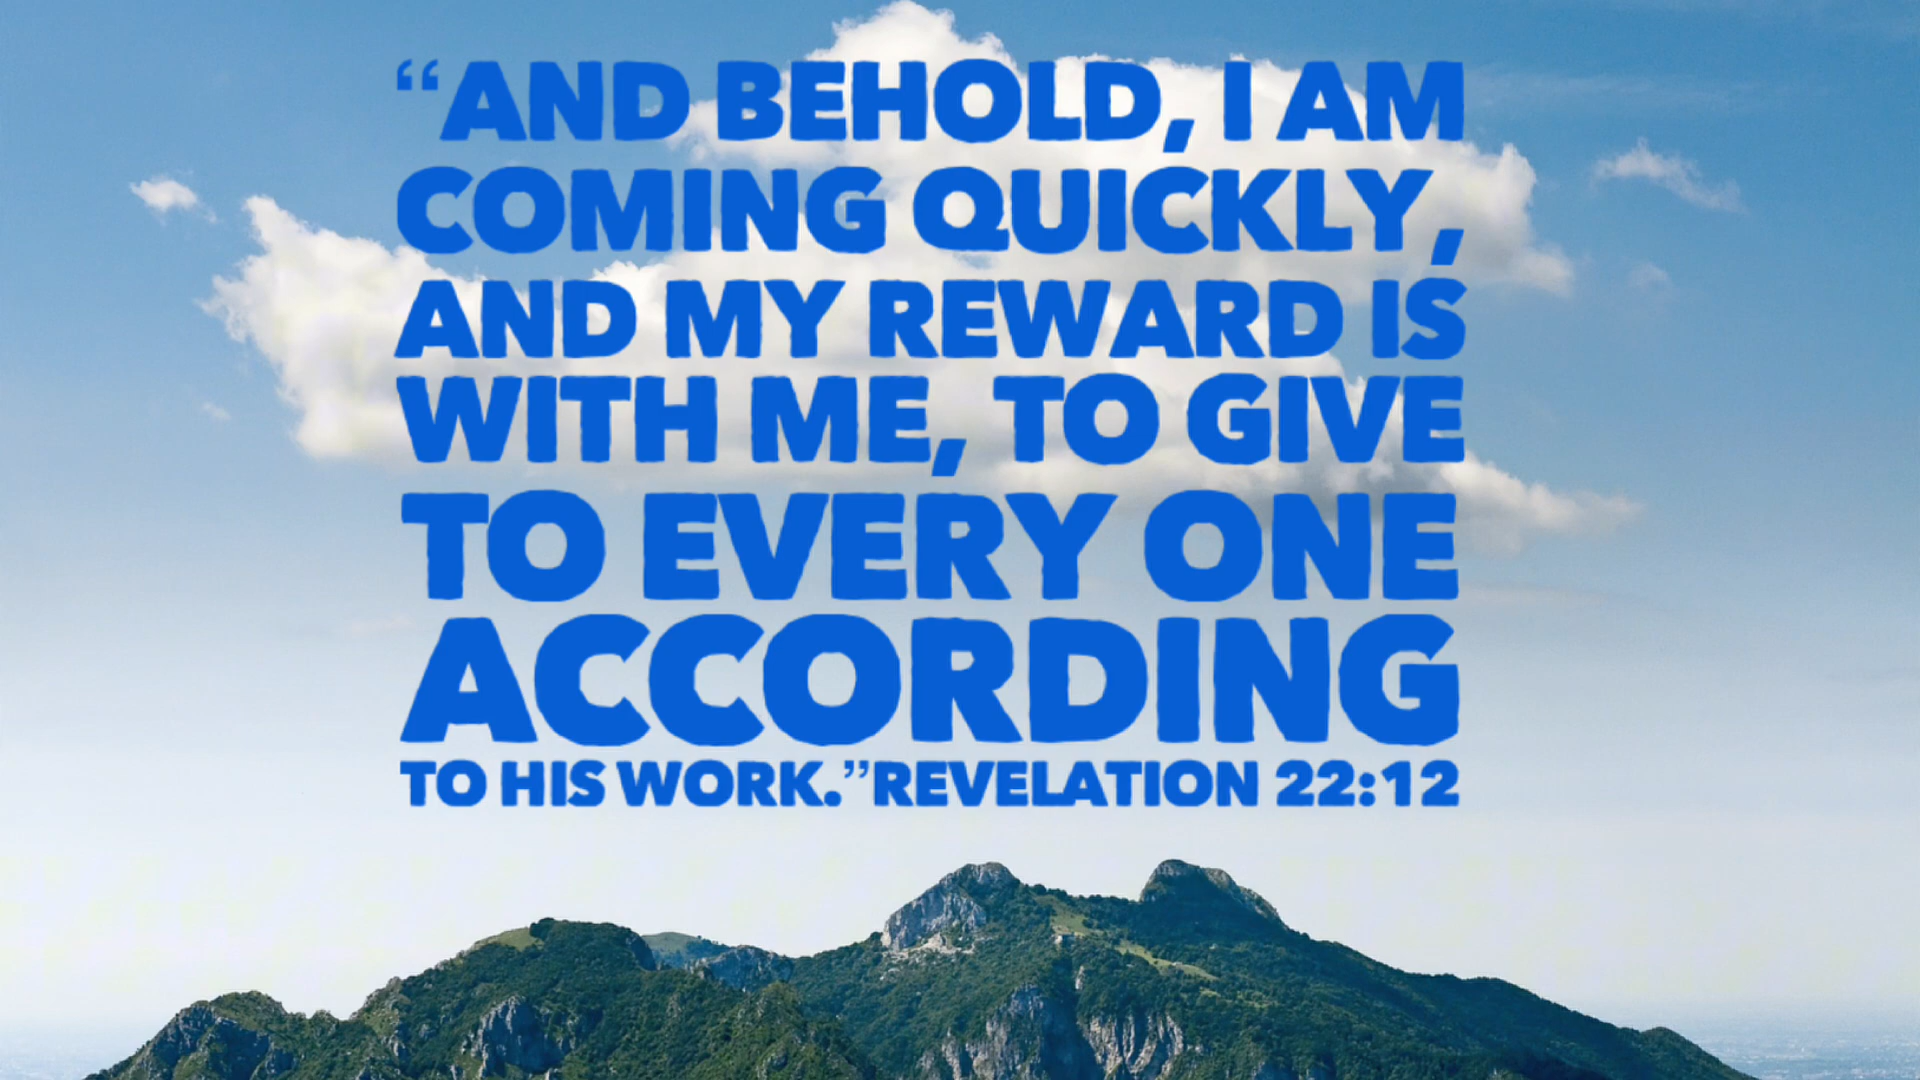 “AND BEHOLD, I AM
COMING QUICKLY,
AND MY REWARD IS
WITH ME, TO GIVE
TO EVERY ONE
ACCORDING
TO HIS WORK.”REVELATION 22:12